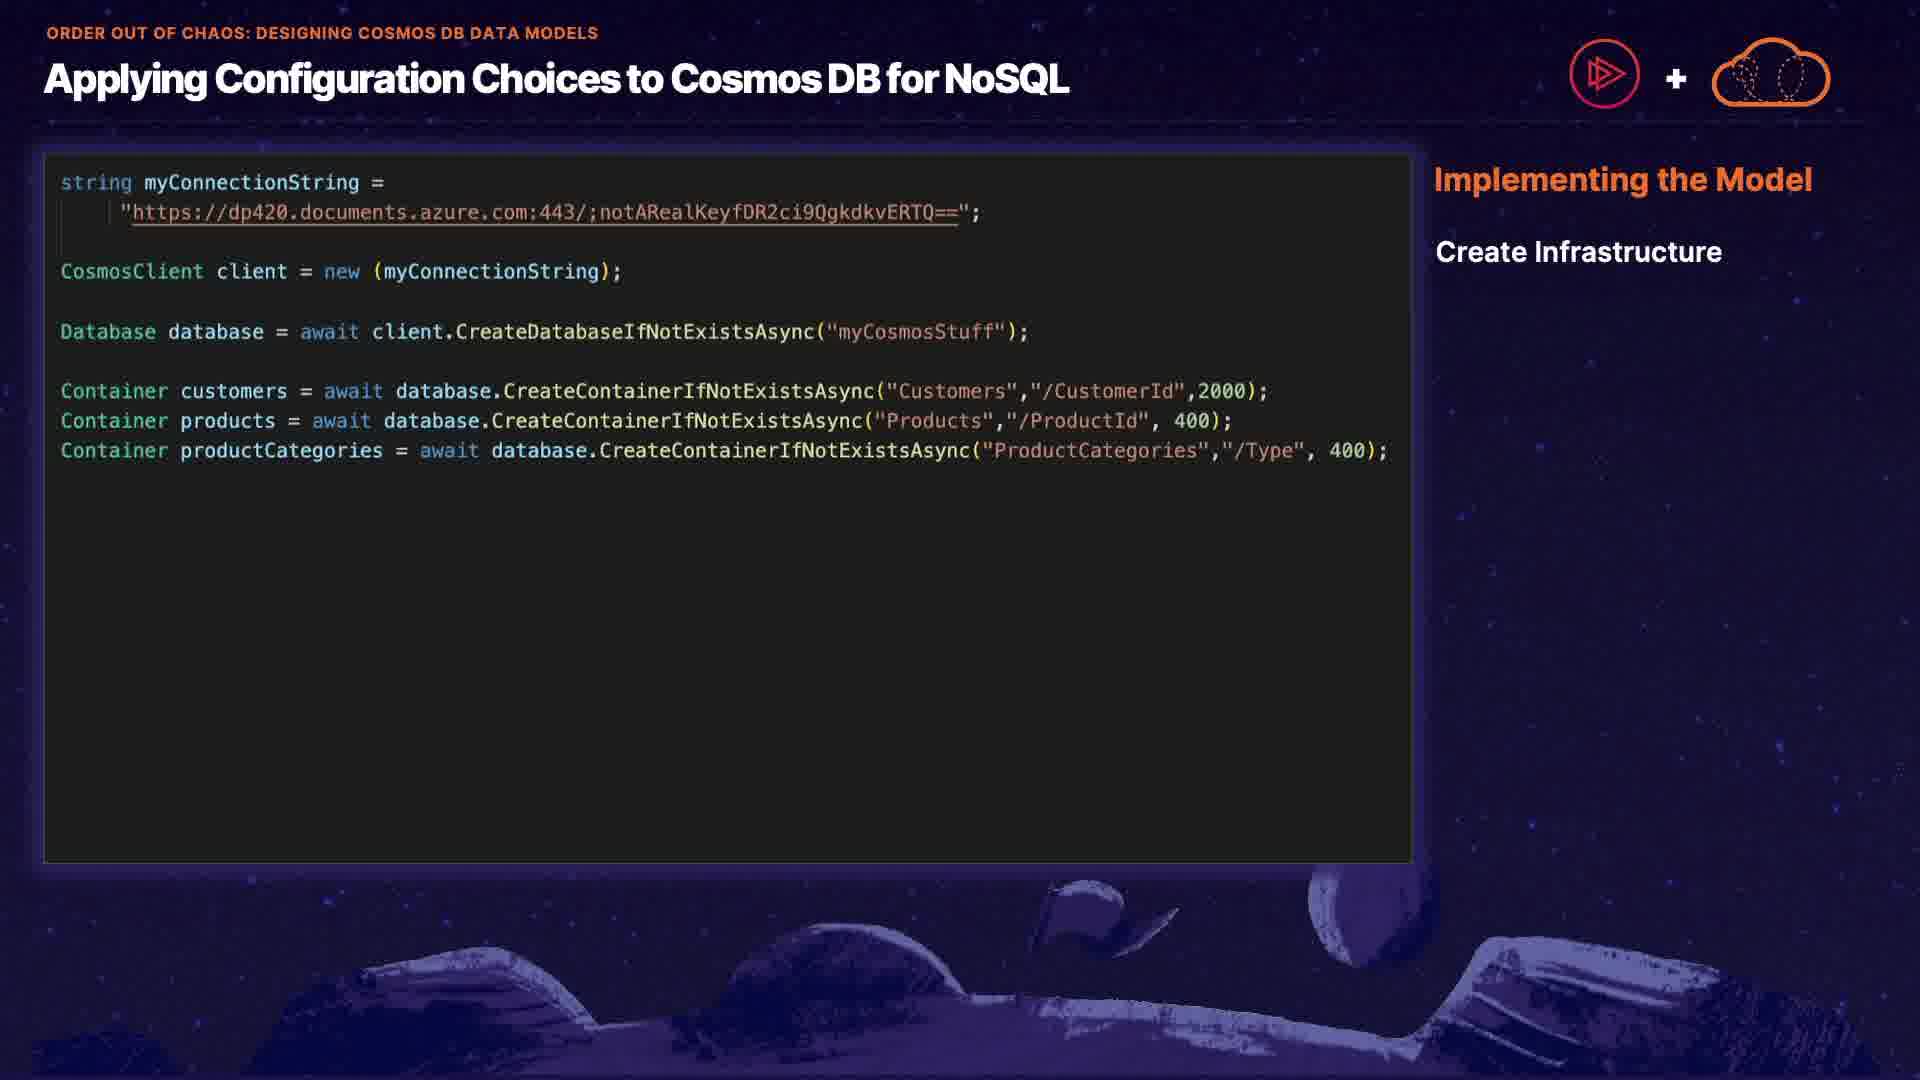 ORDER OUT OF CHAOS: DESIGNING COSMOS DB DATA MODELS
Applying Configuration Choices to Cosmos DB for NoSQL
+
string myConnectionString =
"https://dp420.documents.azure.com:443/;notARealKeyfDR2ci9QgkdkvERTQ==";
CosmosClient client = new (myConnectionString);
Database database = await client.CreateDatabaseIfNotExistsAsync("myCosmosStuff");
Container customers = await database.CreateContainerIfNotExistsAsync("Customers","/CustomerId",2000);
Container products = await database.CreateContainerIfNotExistsAsync("Products","/ProductId", 400);
Container productCategories = await database.CreateContainerIfNotExistsAsync("ProductCategories","/Type", 400);
Implementing the Model
Create Infrastructure